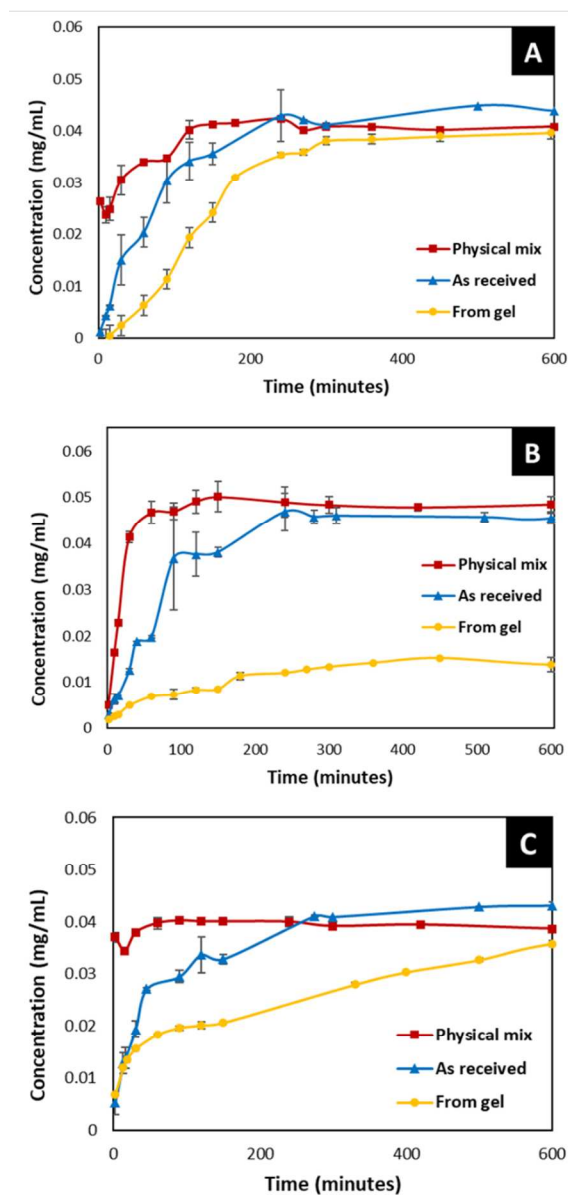 A
0.06
0.05
0.04
0.03
0.02
0.01
0
Concentration (mg/mL)
Physical mix
As received
From gel
0 200 400 600
Time (minutes)
B
0.06
0.05
0.04
0.03
0.02
0.01
0
Concentration (mg/mL)
Physical mix
As received
From gel
0 100 200 300 400 500 600
Time (minutes)
C
0.06
0.05
0.04
0.03
0.02
0.01
0
Concentration (mg/mL)
Physical mix
As received
From gel
0 200 400 600
Time (minutes)